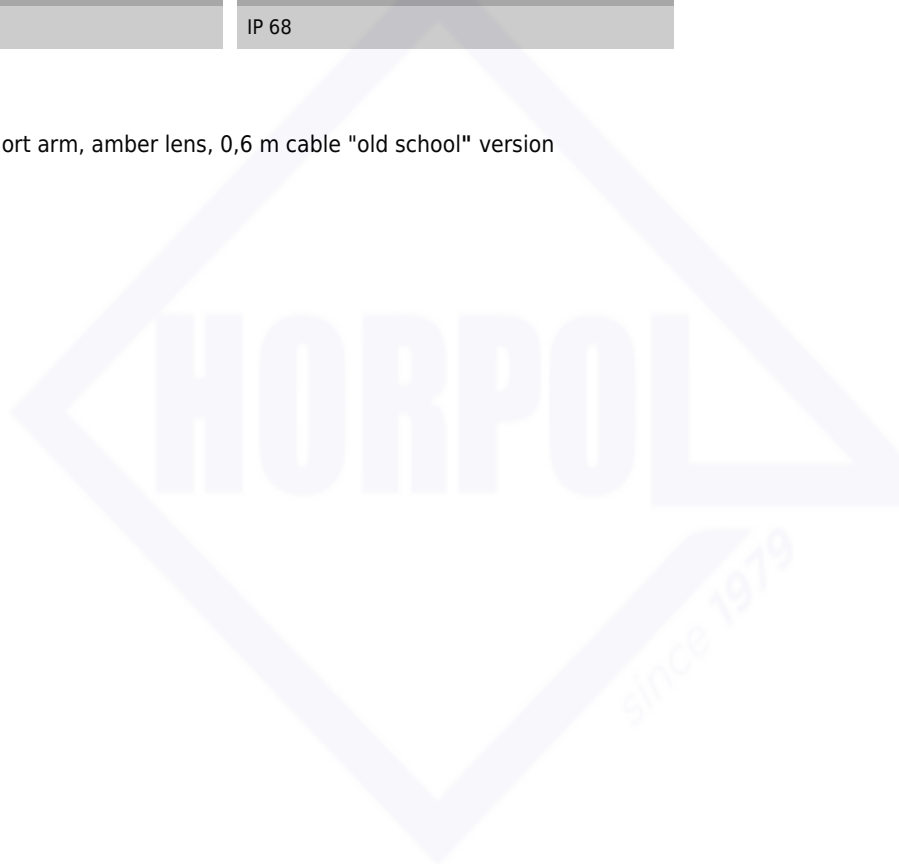 IP 68
ort arm, amber lens, 0,6 m cable "old school" version
HORPOL
since 1979